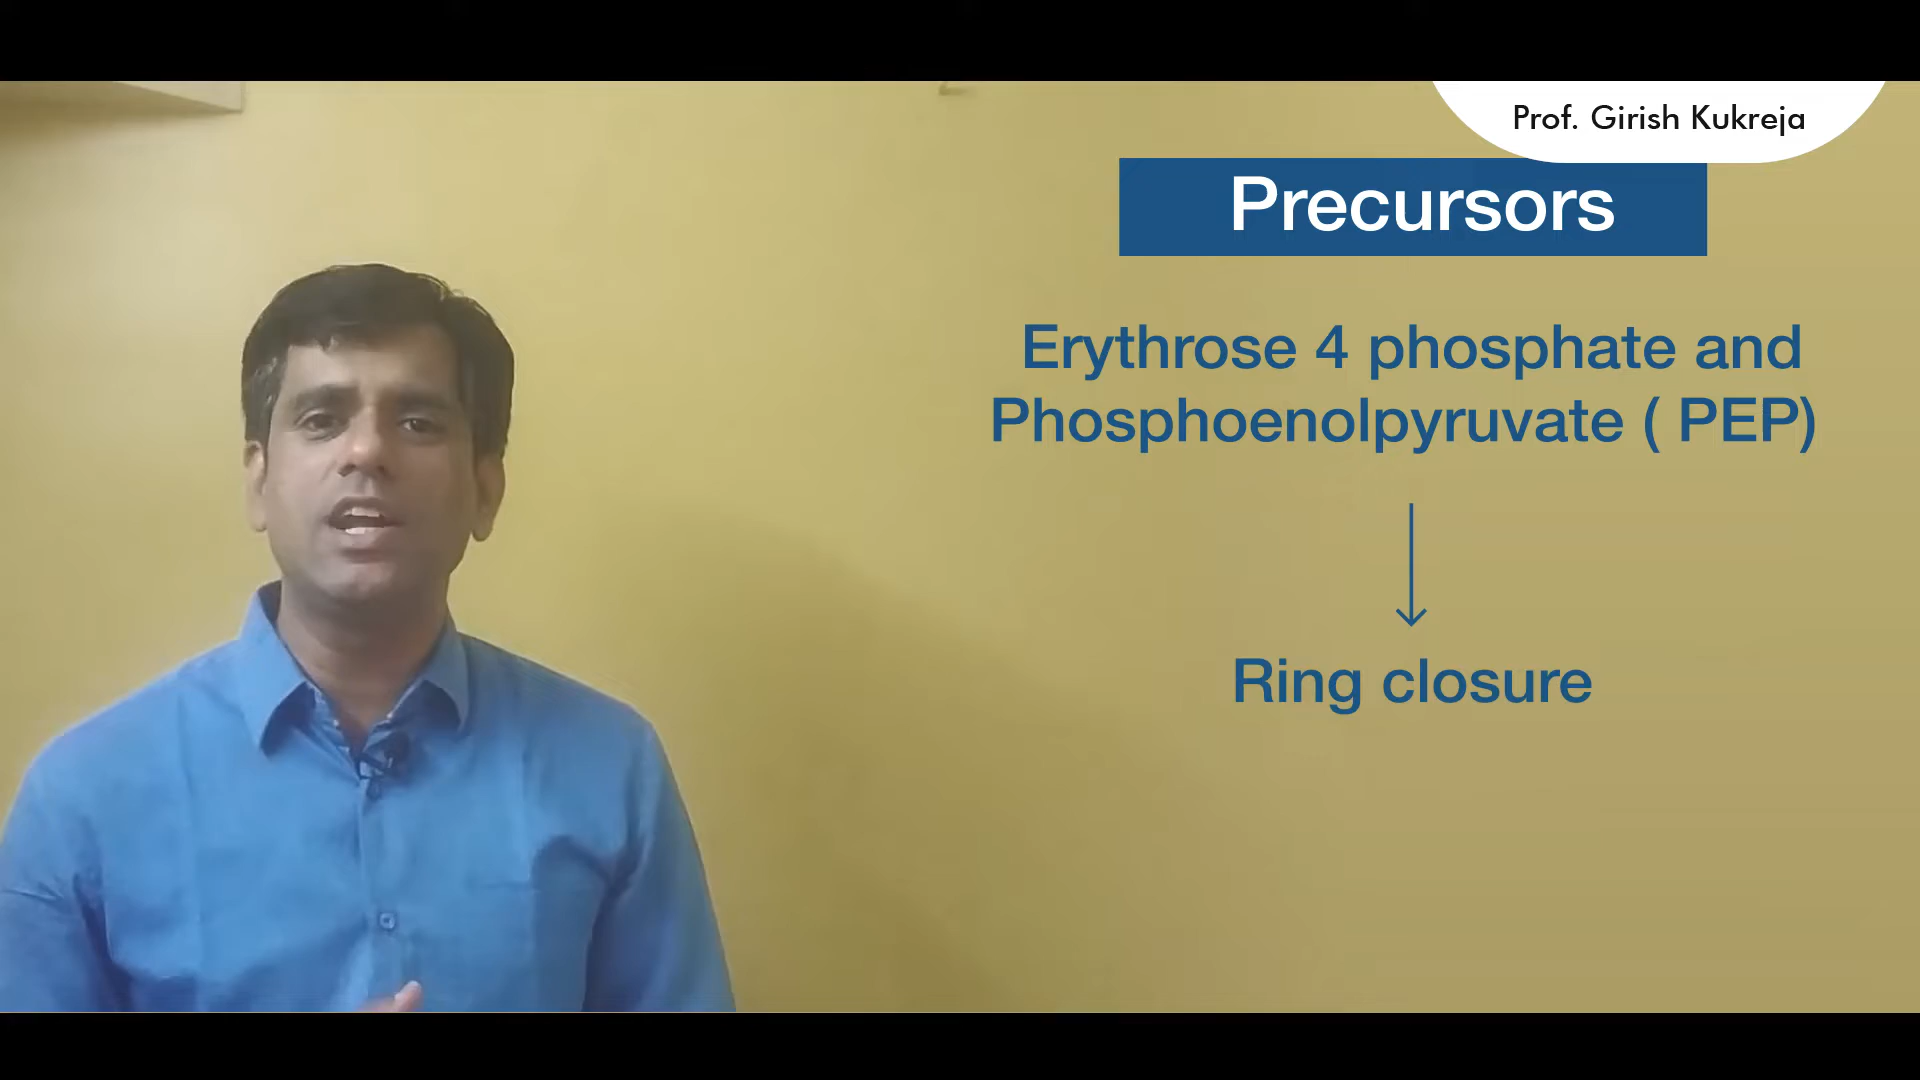 Prof. Girish Kukreja
Precursors
Erythrose 4 phosphate and
Phosphoenolpyruvate ( PEP)
Ring closure